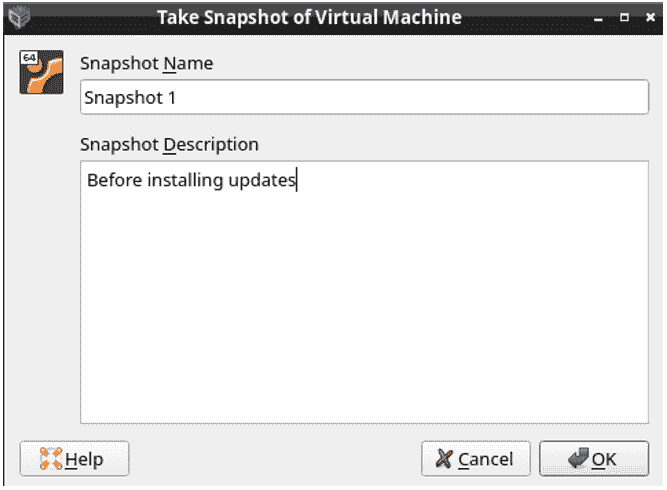 Take Snapshot of Virtual Machine
64
Snapshot Name
Snapshot 1
Snapshot Description
Before installing updates
Help
Cancel
OK